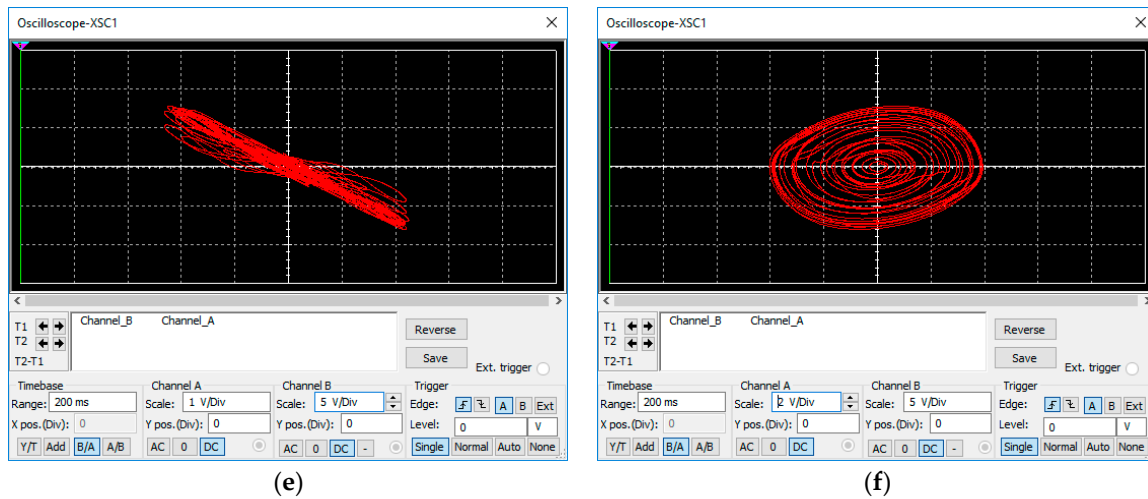 Oscilloscope-XSC1
T1
T2
T2-T1
Channel_B Channel_A
Reverse
Save
Ext. trigger
Timebase
Range: 200 ms
X pos.(Div): 0
Y/T Add B/A A/B
Channel A
Scale: 1 V/Div
Y pos.(Div): 0
AC 0 DC
Channel B
Scale: 5 V/Div
Y pos.(Div): 0
AC 0 DC -
Trigger
Edge: A B Ext
Level: 0 V
Single Normal Auto None
(e)
Oscilloscope-XSC1
T1
T2
T2-T1
Channel_B Channel_A
Reverse
Save
Ext. trigger
Timebase
Range: 200 ms
X pos.(Div): 0
Y/T Add B/A A/B
Channel A
Scale: 2 V/Div
Y pos.(Div): 0
AC 0 DC
Channel B
Scale: 5 V/Div
Y pos.(Div): 0
AC 0 DC -
Trigger
Edge: A B Ext
Level: 0 V
Single Normal Auto None
(f)